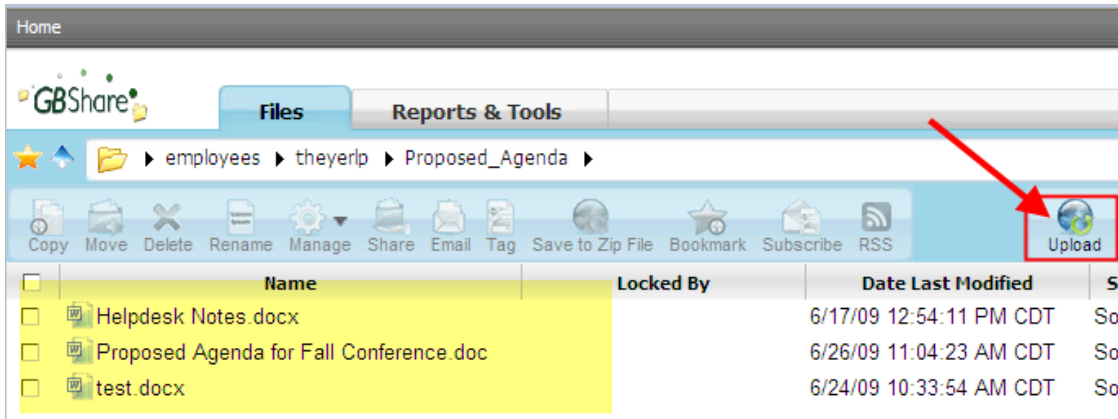 Home
GBShare
Files Reports & Tools
employees theyerlp Proposed_Agenda
Copy Move Delete Rename Manage Share Email Tag Save to Zip File Bookmark Subscribe RSS Upload
Name Locked By Date Last Modified S
Helpdesk Notes.docx 6/17/09 12:54:11 PM CDT So
Proposed Agenda for Fall Conference.doc 6/26/09 11:04:23 AM CDT So
test.docx 6/24/09 10:33:54 AM CDT So